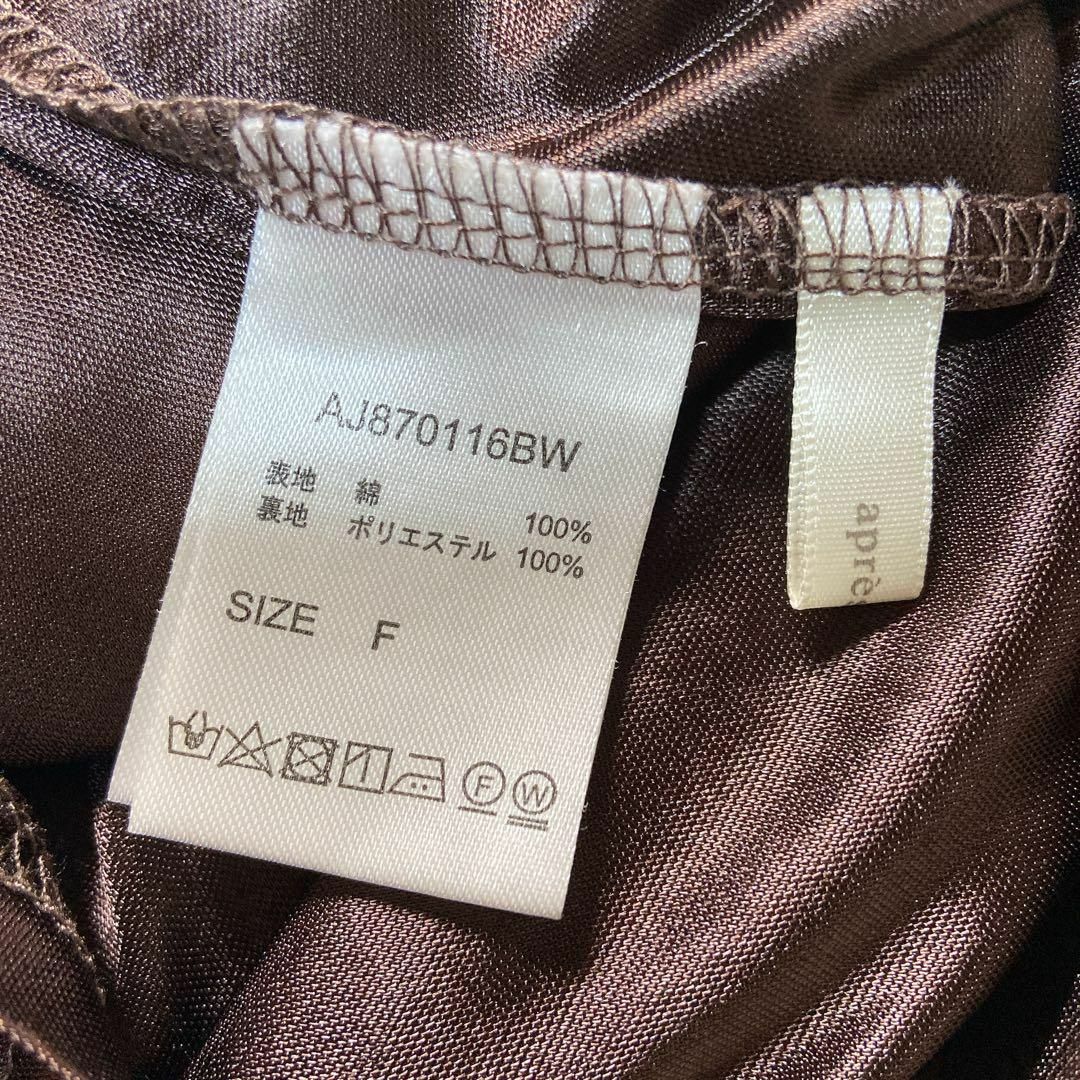 AJ870116BW
表地 綿 100%
裏地 ポリエステル 100%
SIZE F
F W
après